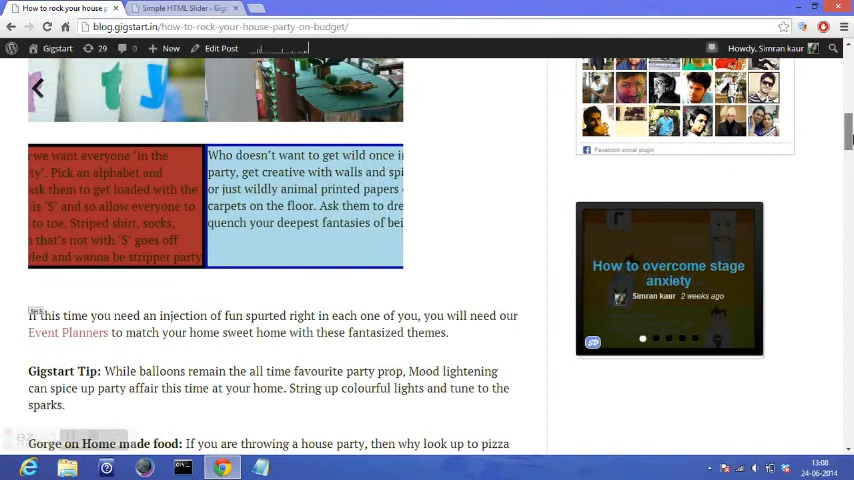 How to rock your house p
Simple HTML Slider - Gigs
blog.gigstart.in/how-to-rock-your-house-party-on-budget/
Gigstart 29 0 New Edit Post
Howdy, Simran kaur
we want everyone 'in the
ty'. Pick an alphabet and
ask them to get loaded with the
is 'S' and so allow everyone to
to toe. Striped shirt, socks,
that's not with 'S' goes off
led and wanna be stripper party
Who doesn't want to get wild once i
party, get creative with walls and spi
or just wildly animal printed papers
carpets on the floor. Ask them to dre
quench your deepest fantasies of bei
Facebook social plugin
How to overcome stage
anxiety
Simran kaur 2 weeks ago
SD
SHS
If this time you need an injection of fun spurted right in each one of you, you will need our
Event Planners to match your home sweet home with these fantasized themes.
Gigstart Tip: While balloons remain the all time favourite party prop, Mood lightening
can spice up party affair this time at your home. String up colourful lights and tune to the
sparks.
Gorge on Home made food: If you are throwing a house party, then why look up to pizza
ez
13:08
24-06-2014